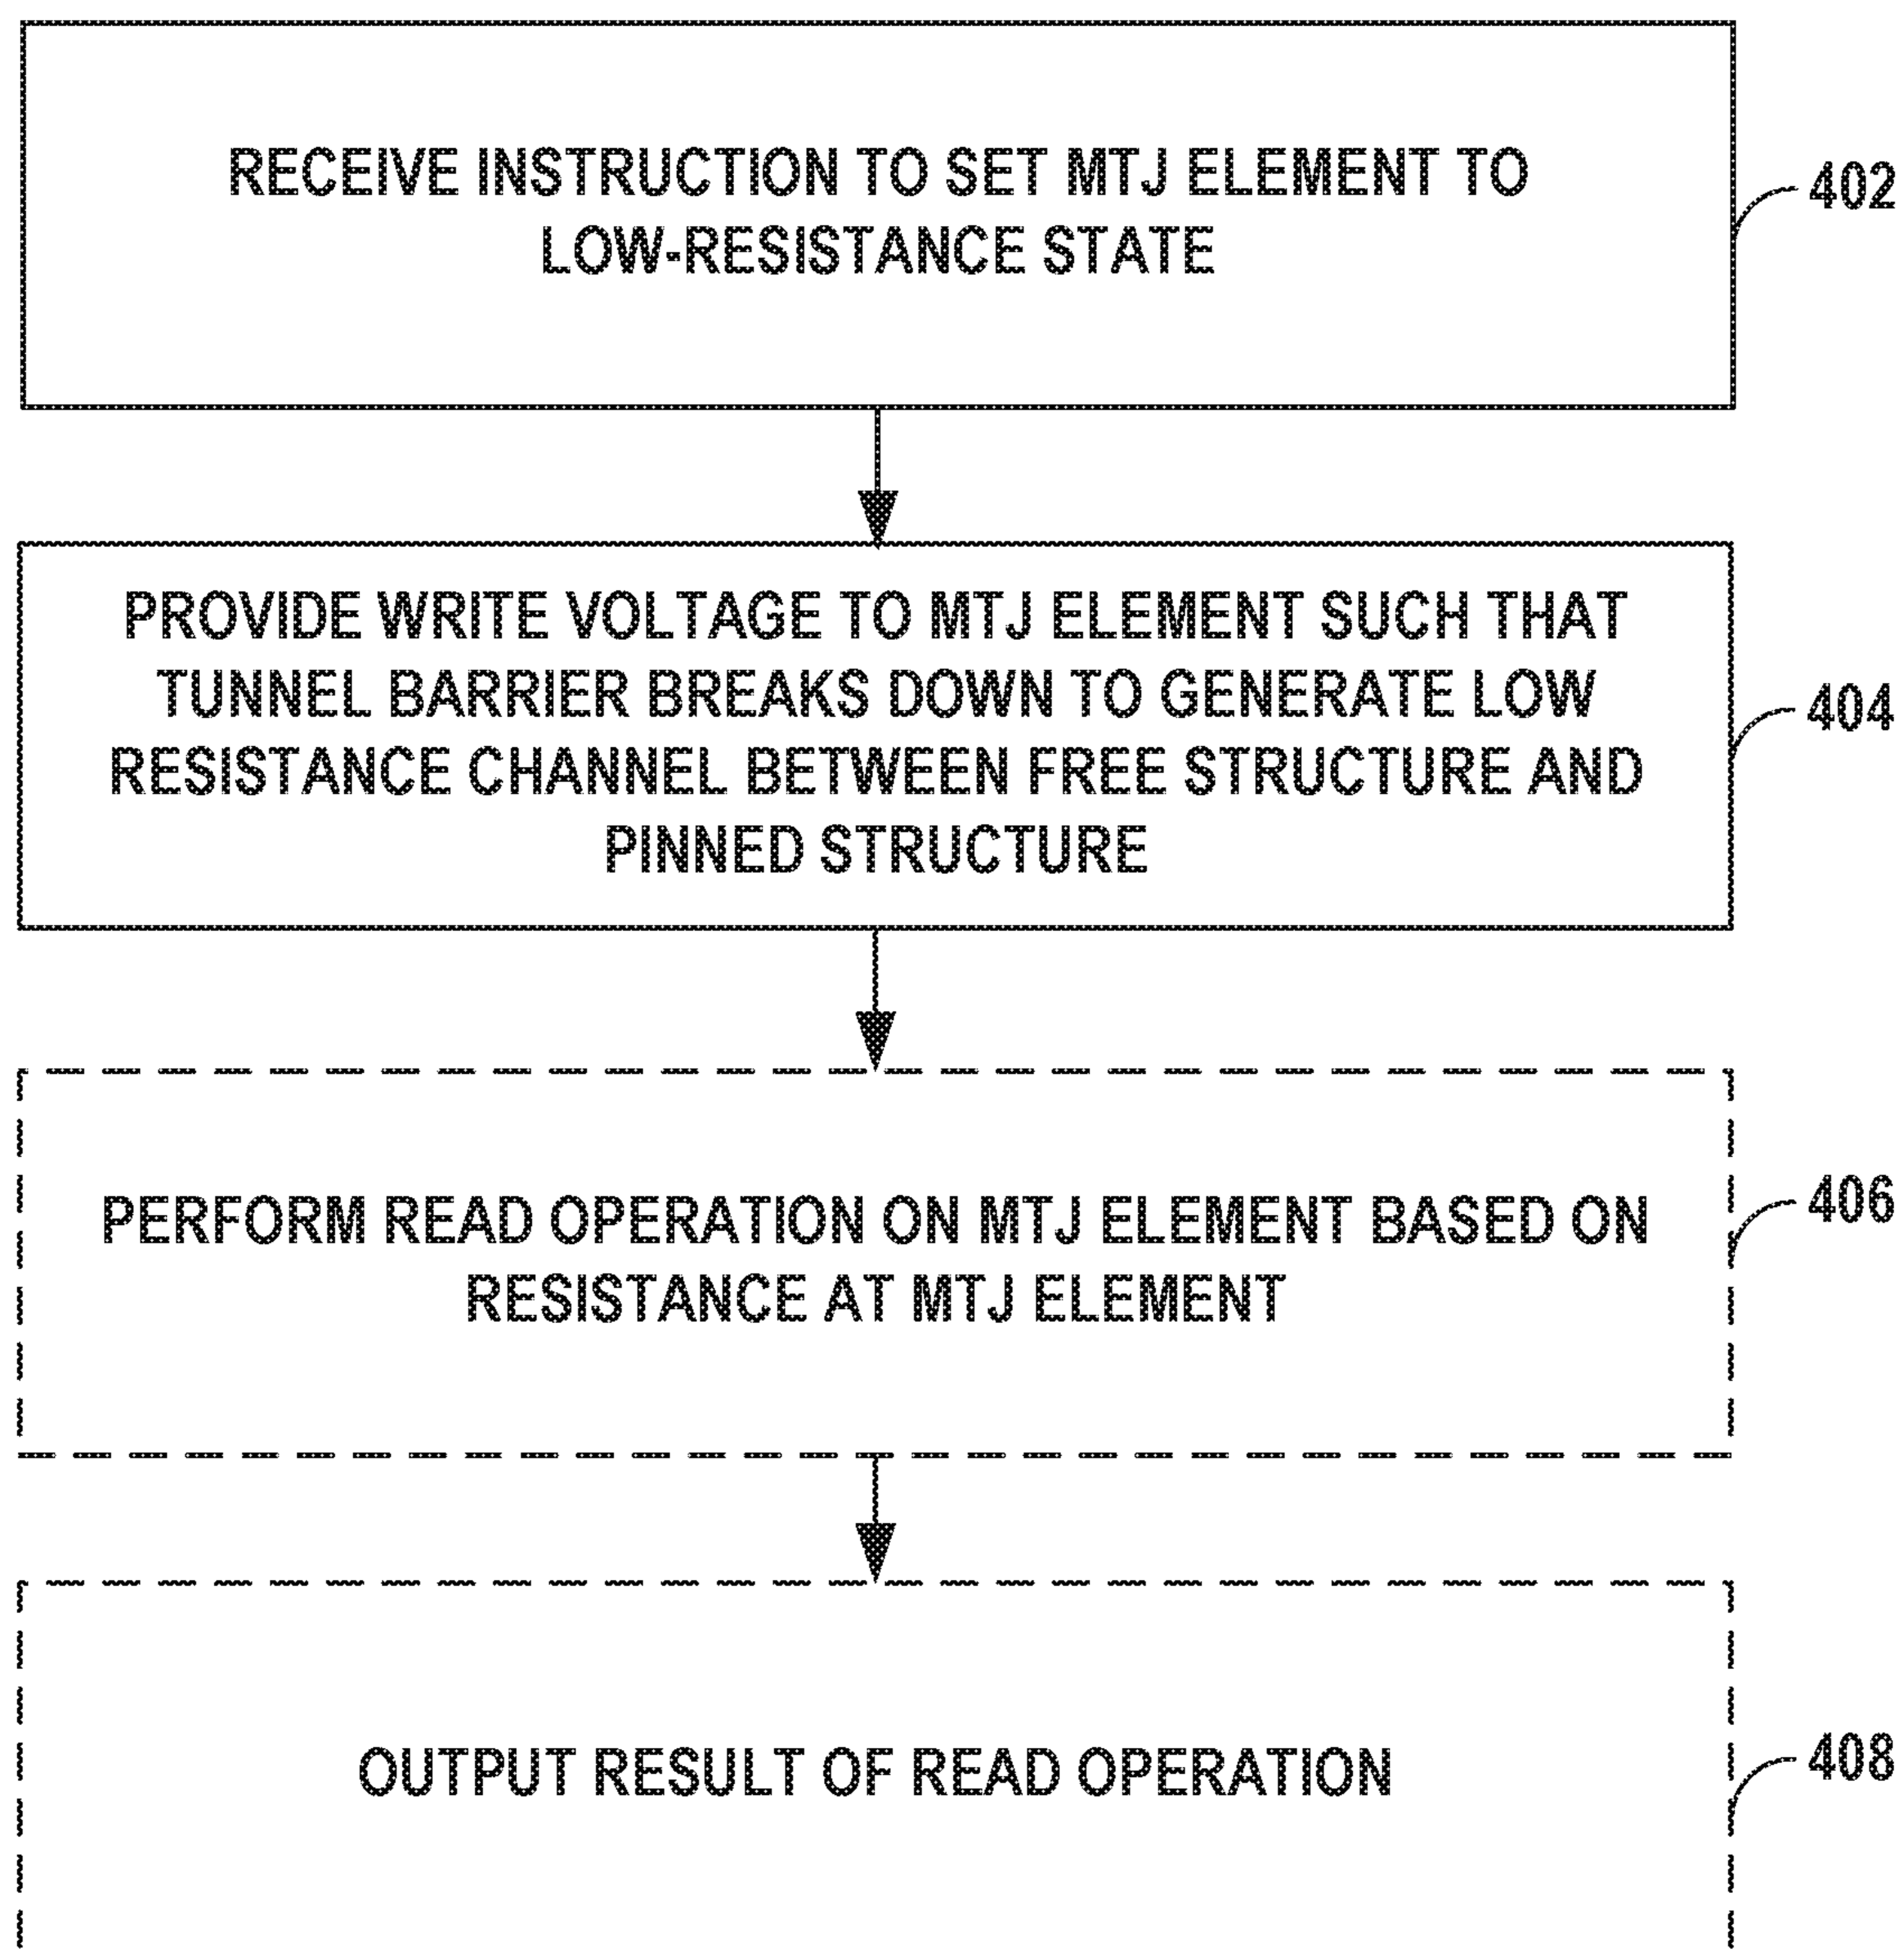 RECEIVE INSTRUCTION TO SET MTJ ELEMENT TO
LOW-RESISTANCE STATE
402
PROVIDE WRITE VOLTAGE TO MTJ ELEMENT SUCH THAT
TUNNEL BARRIER BREAKS DOWN TO GENERATE LOW
RESISTANCE CHANNEL BETWEEN FREE STRUCTURE AND
PINNED STRUCTURE
404
PERFORM READ OPERATION ON MTJ ELEMENT BASED ON
RESISTANCE AT MTJ ELEMENT
406
OUTPUT RESULT OF READ OPERATION
408